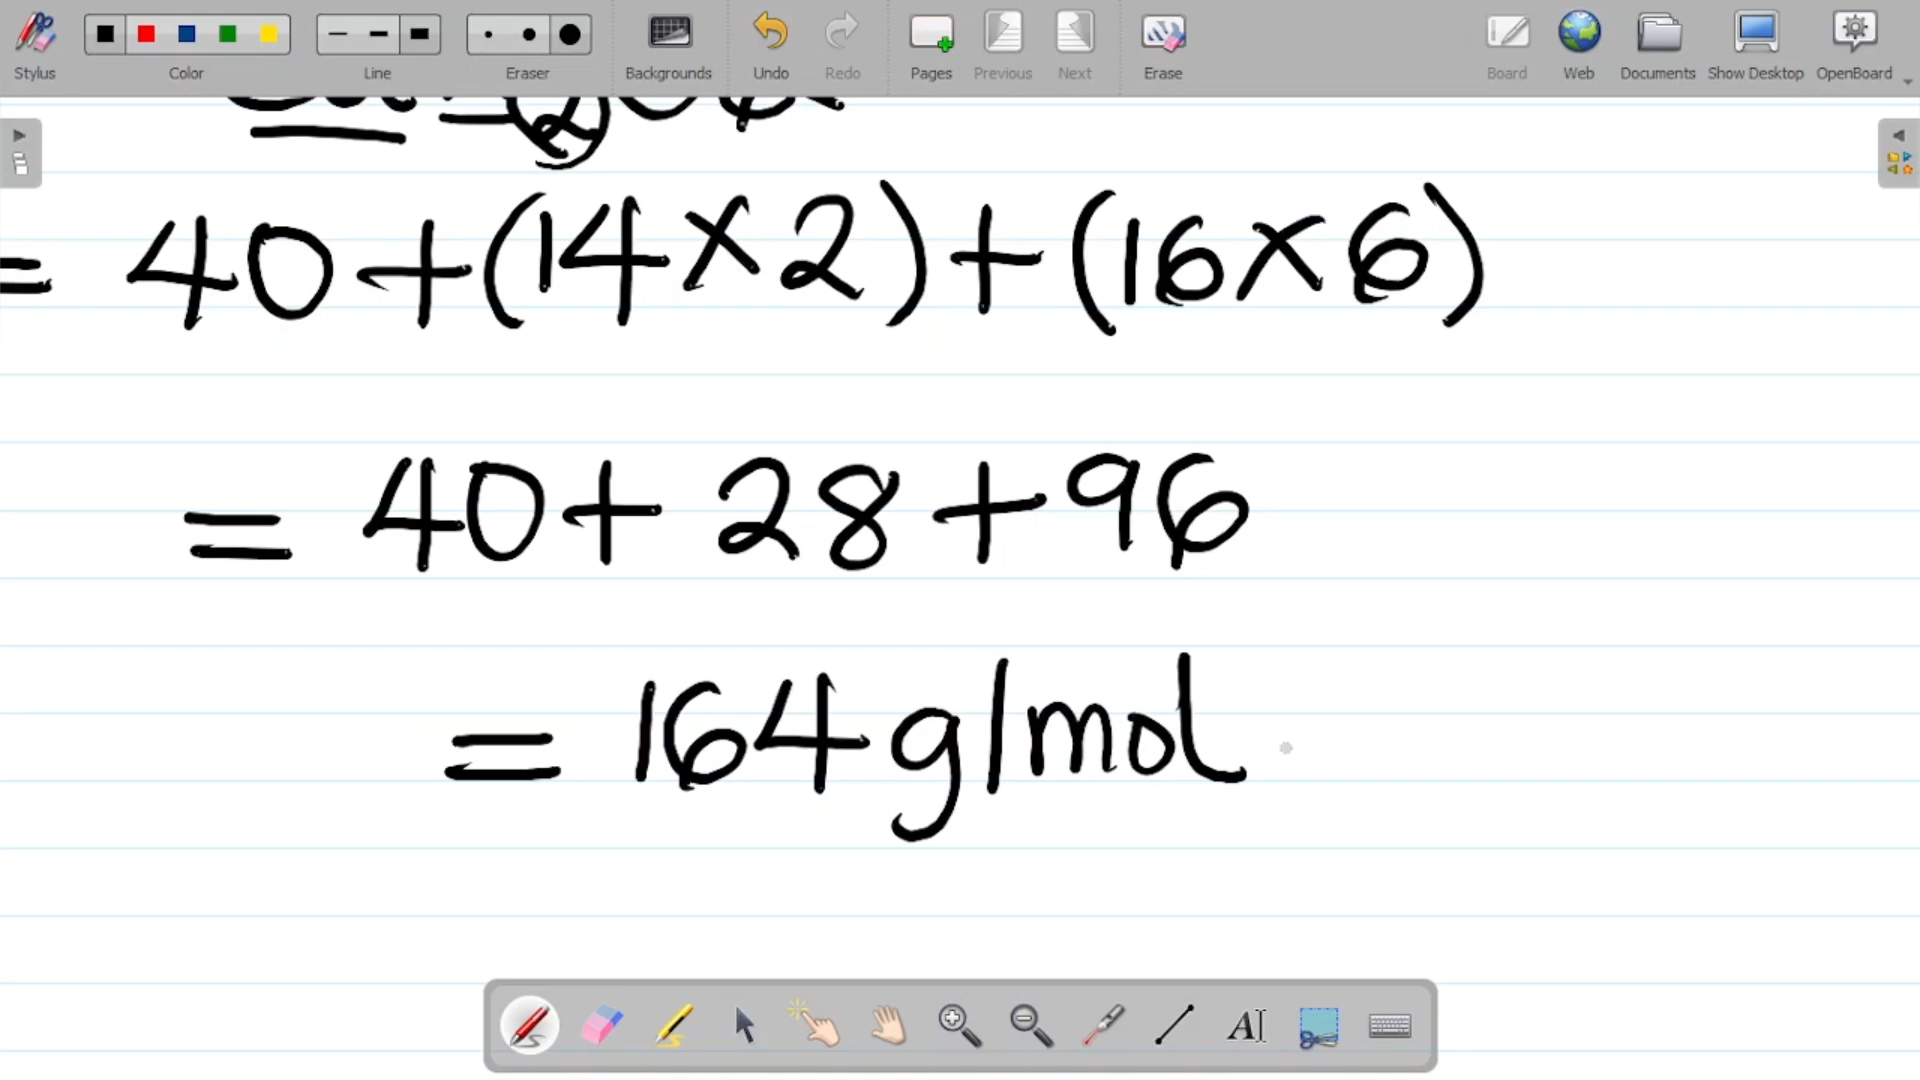 Stylus Color Line Eraser Backgrounds Undo Redo Pages Previous Next Erase Board Web Documents Show Desktop OpenBoard
= 40 + (14 × 2) + (16 × 6)
= 40 + 28 + 96
= 164 g/mol